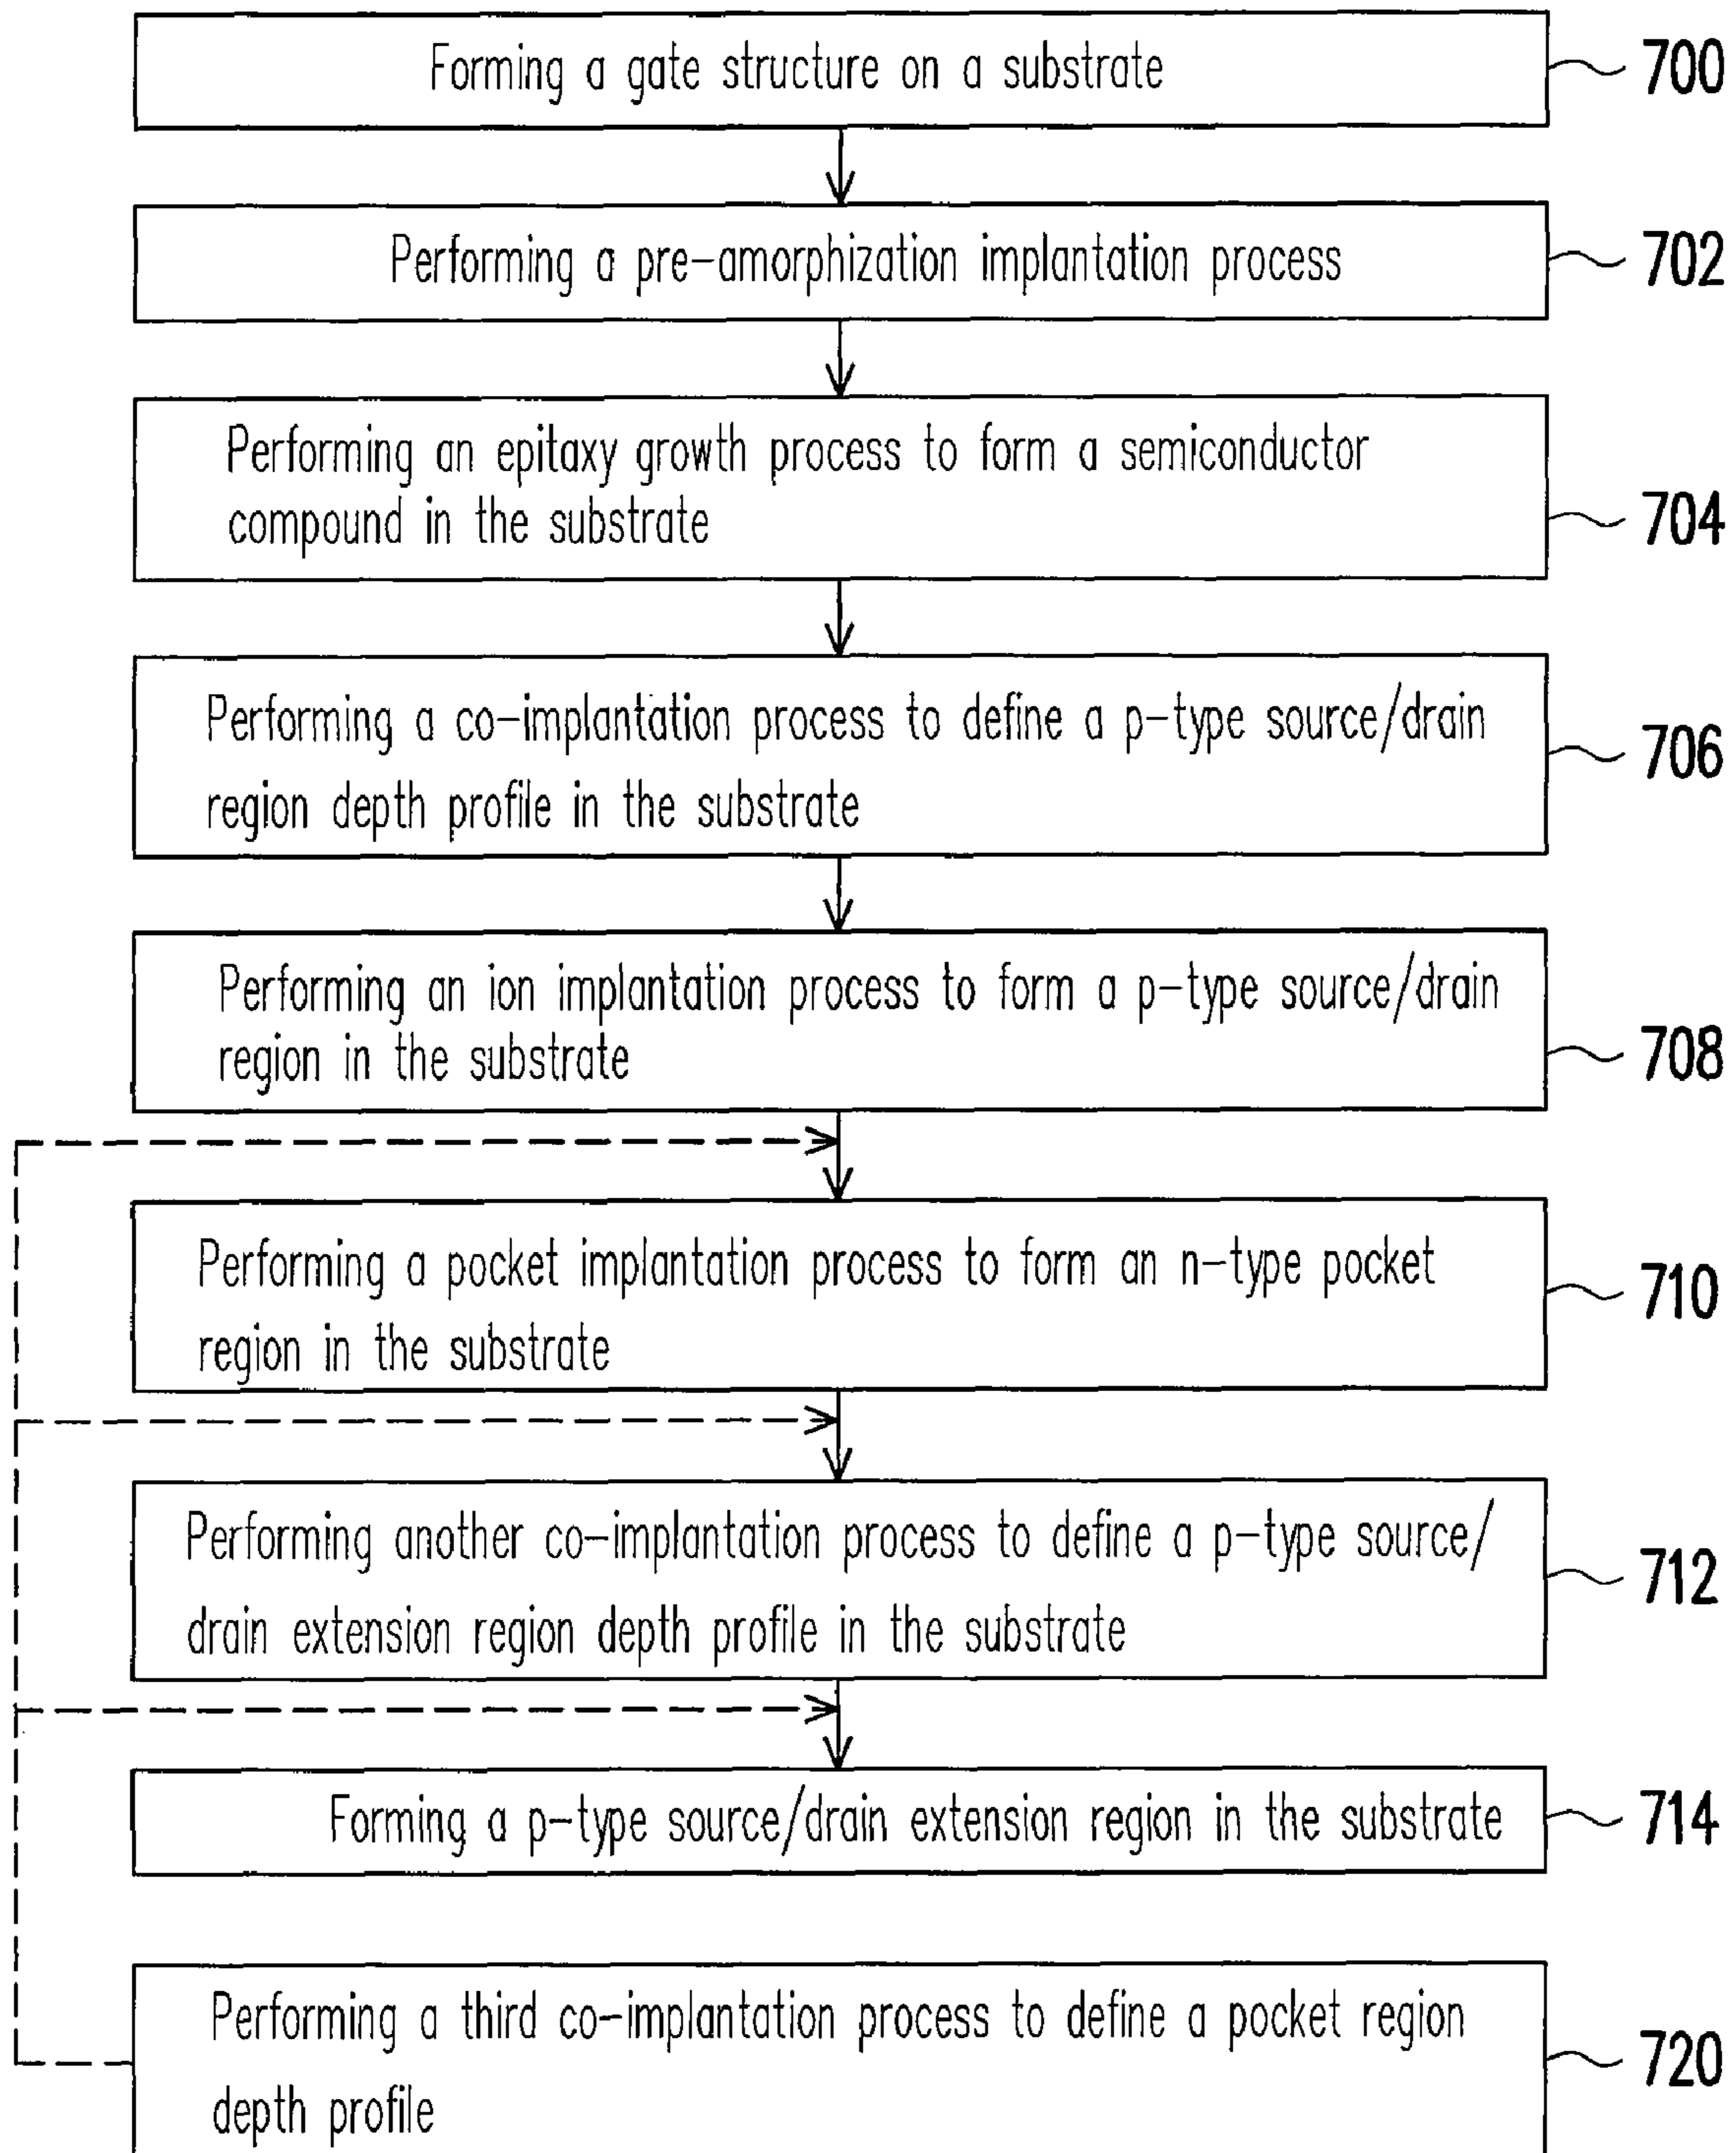 Forming a gate structure on a substrate
700
Performing a pre-amorphization implantation process
702
Performing an epitaxy growth process to form a semiconductor
compound in the substrate
704
Performing a co-implantation process to define a p-type source/drain
region depth profile in the substrate
706
Performing an ion implantation process to form a p-type source/drain
region in the substrate
708
Performing a pocket implantation process to form an n-type pocket
region in the substrate
710
Performing another co-implantation process to define a p-type source/
drain extension region depth profile in the substrate
712
Forming a p-type source/drain extension region in the substrate
714
Performing a third co-implantation process to define a pocket region
depth profile
720